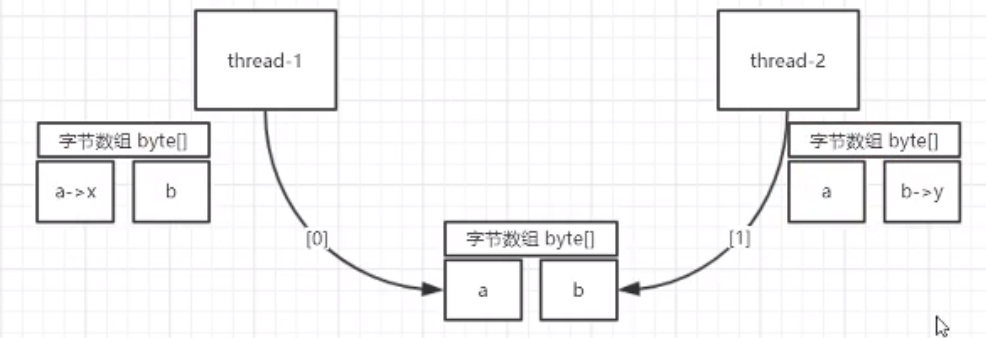 thread-1
thread-2
字节数组 byte[]
a->x
b
字节数组 byte[]
a
b->y
[0]
[1]
字节数组 byte[]
a
b